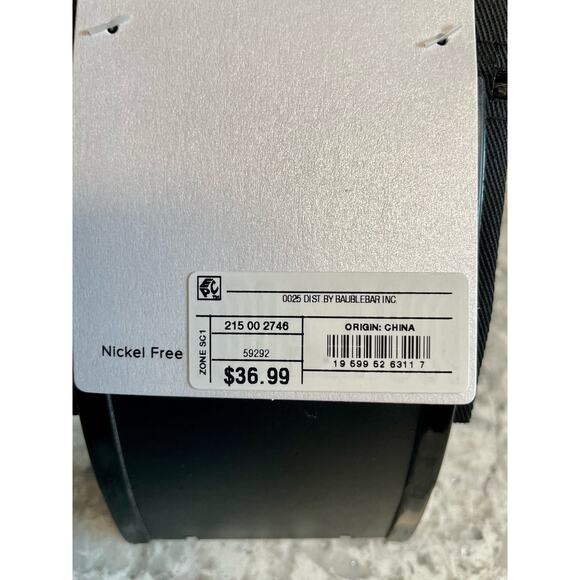 EPC
0025 DIST BY BAUBLEBAR INC
ZONE SC1
215 00 2746
59292
$36.99
ORIGIN: CHINA
19 599 52 6311 7
Nickel Free